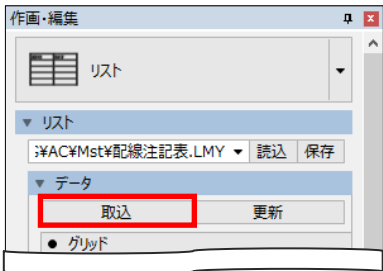 作画・編集
リスト
リスト
¥AC¥Mst¥配線注記表.LMY 読込 保存
データ
取込 更新
グリッド